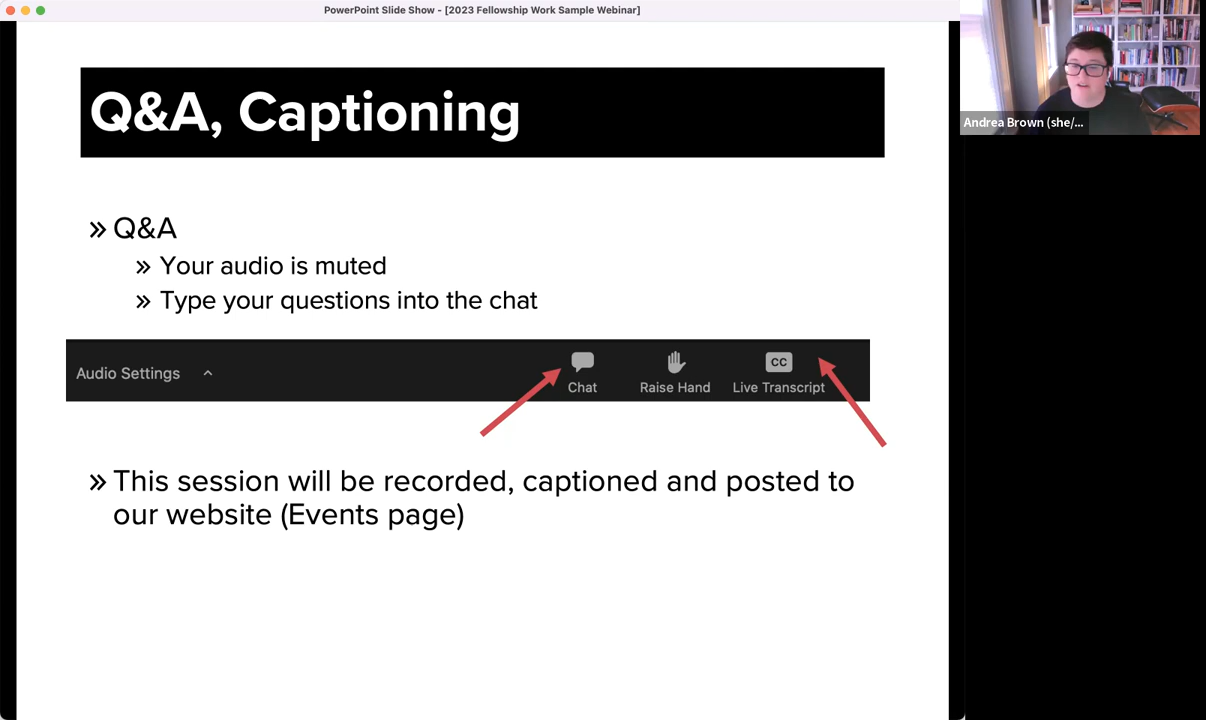 PowerPoint Slide Show - [2023 Fellowship Work Sample Webinar]
Andrea Brown (she/...
Q&A, Captioning
» Q&A
» Your audio is muted
» Type your questions into the chat
Audio Settings
CC
Chat
Raise Hand
Live Transcript
» This session will be recorded, captioned and posted to
our website (Events page)